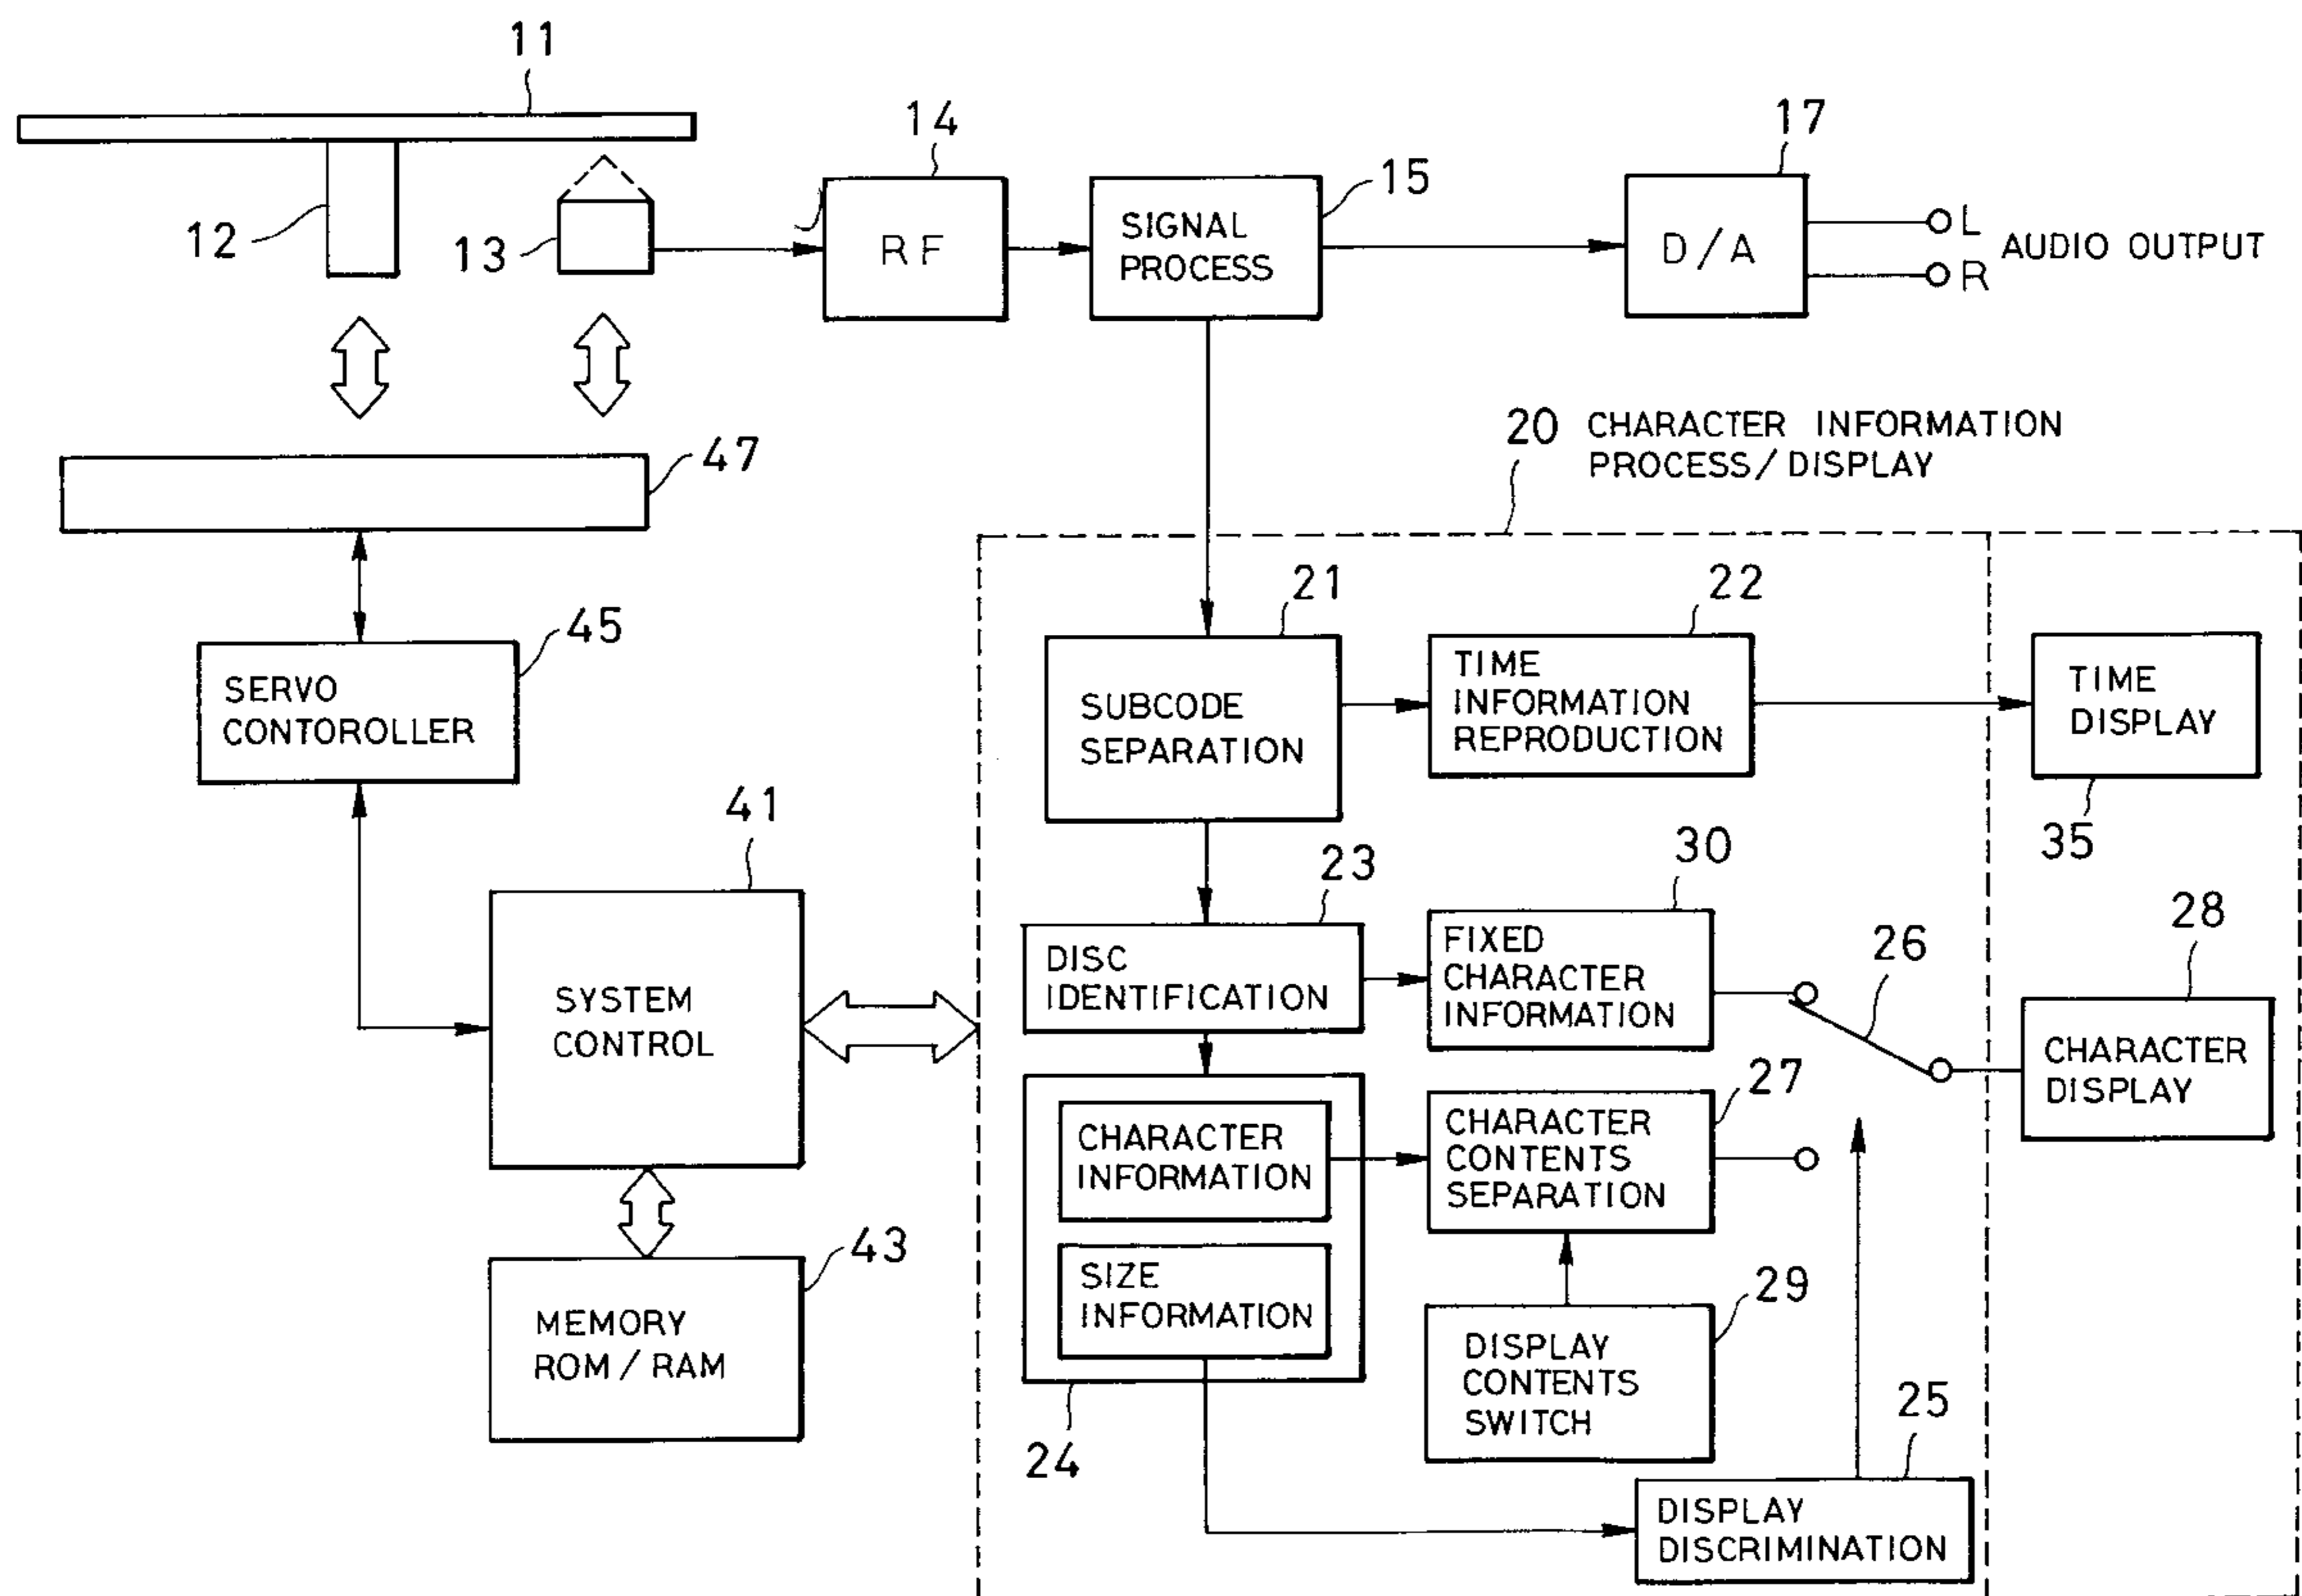 11
14
17
12
13
RF
SIGNAL
PROCESS
15
D/A
L
R
AUDIO OUTPUT
47
20 CHARACTER INFORMATION
PROCESS/DISPLAY
45
SERVO
CONTOROLLER
21
SUBCODE
SEPARATION
22
TIME
INFORMATION
REPRODUCTION
TIME
DISPLAY
35
41
SYSTEM
CONTROL
23
DISC
IDENTIFICATION
30
FIXED
CHARACTER
INFORMATION
26
28
CHARACTER
DISPLAY
CHARACTER
INFORMATION
27
CHARACTER
CONTENTS
SEPARATION
43
MEMORY
ROM/RAM
SIZE
INFORMATION
24
29
DISPLAY
CONTENTS
SWITCH
25
DISPLAY
DISCRIMINATION